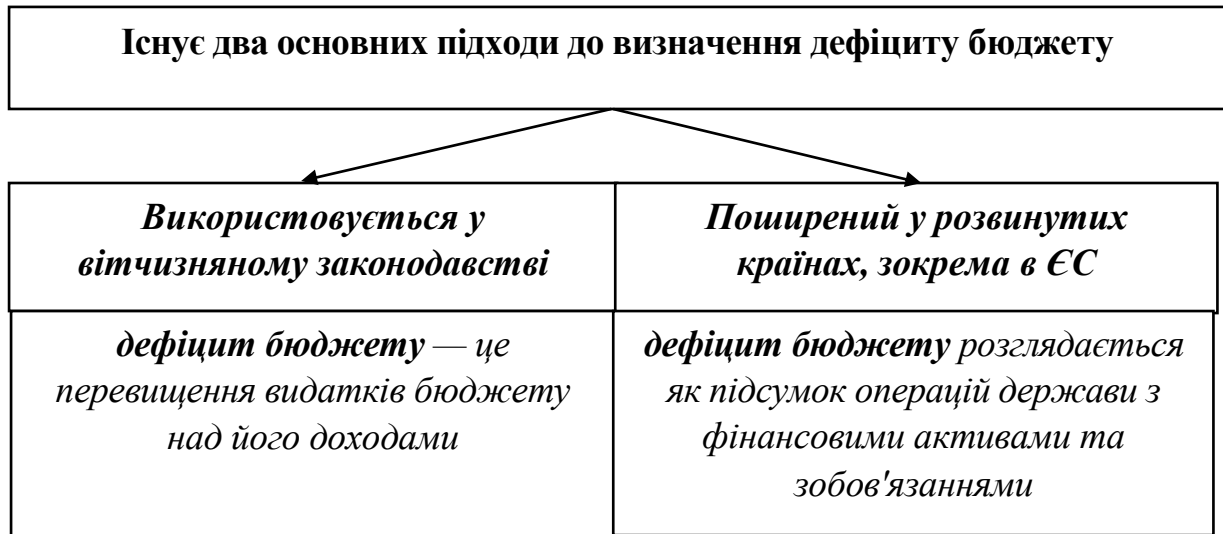 Існує два основних підходи до визначення дефіциту бюджету
Використовується у
вітчизняному законодавстві
Поширений у розвинутих
країнах, зокрема в ЄС
дефіцит бюджету — це
перевищення видатків бюджету
над його доходами
дефіцит бюджету розглядається
як підсумок операцій держави з
фінансовими активами та
зобов'язаннями